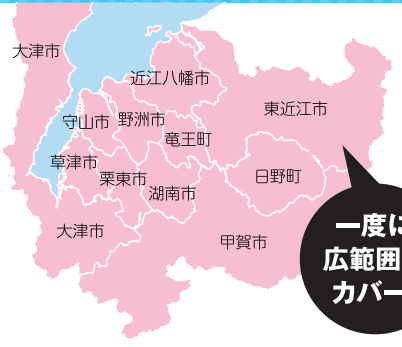 大津市
近江八幡市
東近江市
守山市
野洲市
竜王町
草津市
栗東市
湖南市
日野町
大津市
甲賀市
一度に
広範囲
カバー